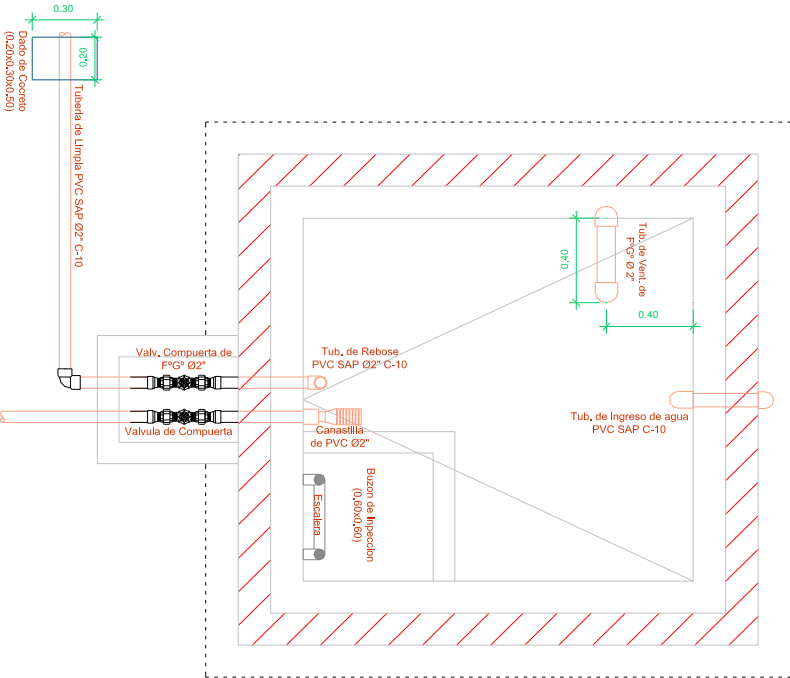 0.30
0.20
Dado de Cocreto
(0.20x0.30x0.50)
Tuberia de Limpia PVC SAP Ø2" C-10
Tub. de Vent. de
F°G° Ø 2"
0.40
0.40
Valv. Compuerta de
F°G° Ø2"
Tub. de Rebose
PVC SAP Ø2" C-10
Tub. de Ingreso de agua
PVC SAP C-10
Valvula de Compuerta
Canastilla
de PVC Ø2"
Buzon de Inpeccion
(0.60x0.60)
Escalera